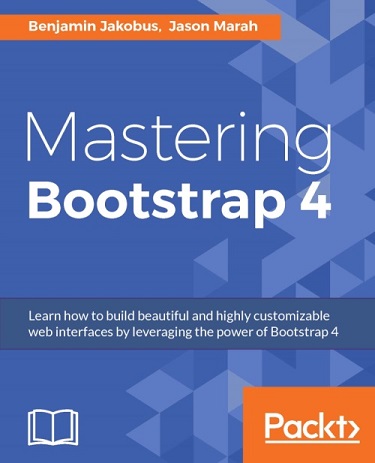 Benjamin Jakobus, Jason Marah
Mastering
Bootstrap 4
Learn how to build beautiful and highly customizable
web interfaces by leveraging the power of Bootstrap 4
Packt>